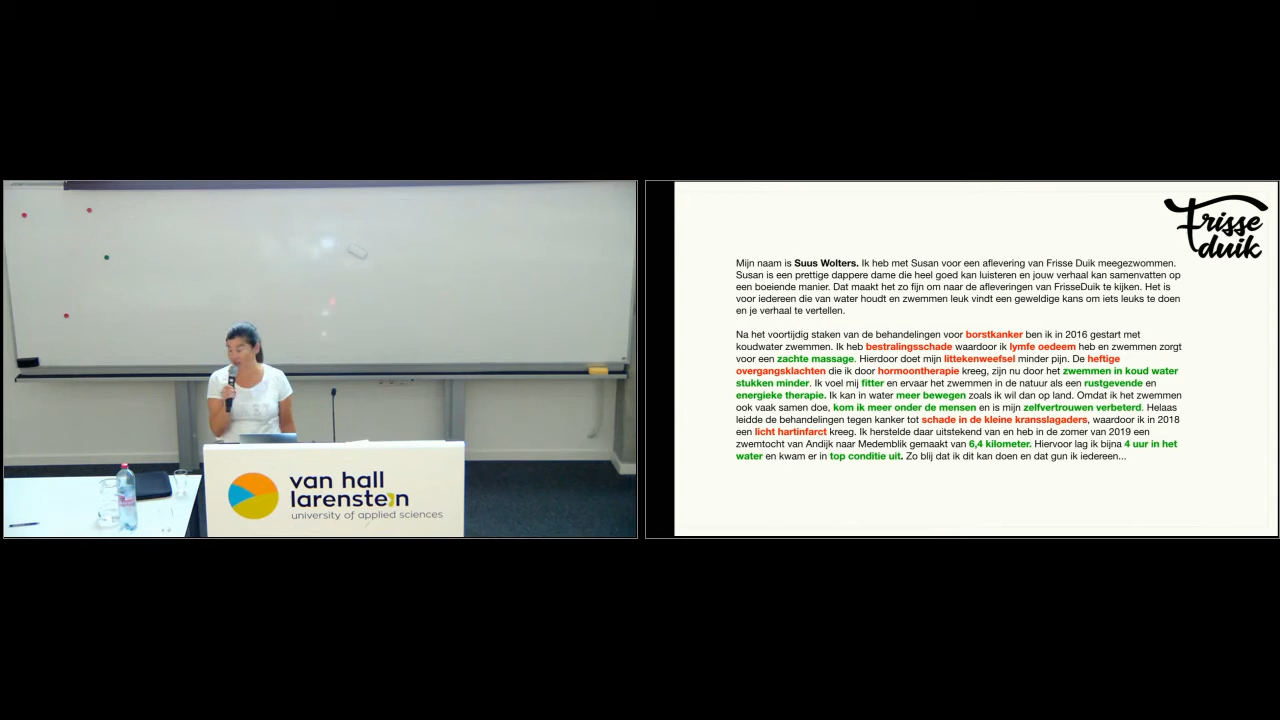 van hall
larenstein
university of applied sciences
Frisse
duik
Mijn naam is Suus Wolters. Ik heb met Susan voor een aflevering van Frisse Duik meegezwommen.
Susan is een prettige dappere dame die heel goed kan luisteren en jouw verhaal kan samenvatten op
een boeiende manier. Dat maakt het zo fijn om naar de afleveringen van FrisseDuik te kijken. Het is
voor iedereen die van water houdt en zwemmen leuk vindt een geweldige kans om iets leuks te doen
en je verhaal te vertellen.
Na het voortijdig staken van de behandelingen voor borstkanker ben ik in 2016 gestart met
koudwater zwemmen. Ik heb bestralingsschade waardoor ik lymfe oedeem heb en zwemmen zorgt
voor een zachte massage. Hierdoor doet mijn littekenweefsel minder pijn. De heftige
overgangsklachten die ik door hormoontherapie kreeg, zijn nu door het zwemmen in koud water
stukken minder. Ik voel mij fitter en ervaar het zwemmen in de natuur als een rustgevende en
energieke therapie. Ik kan in water meer bewegen zoals ik wil dan op land. Omdat ik het zwemmen
ook vaak samen doe, kom ik meer onder de mensen en is mijn zelfvertrouwen verbeterd. Helaas
leidde de behandelingen tegen kanker tot schade in de kleine kransslagaders, waardoor ik in 2018
een licht hartinfarct kreeg. Ik herstelde daar uitstekend van en heb in de zomer van 2019 een
zwemtocht van Andijk naar Medemblik gemaakt van 6,4 kilometer. Hiervoor lag ik bijna 4 uur in het
water en kwam er in top conditie uit. Zo blij dat ik dit kan doen en dat gun ik iedereen...